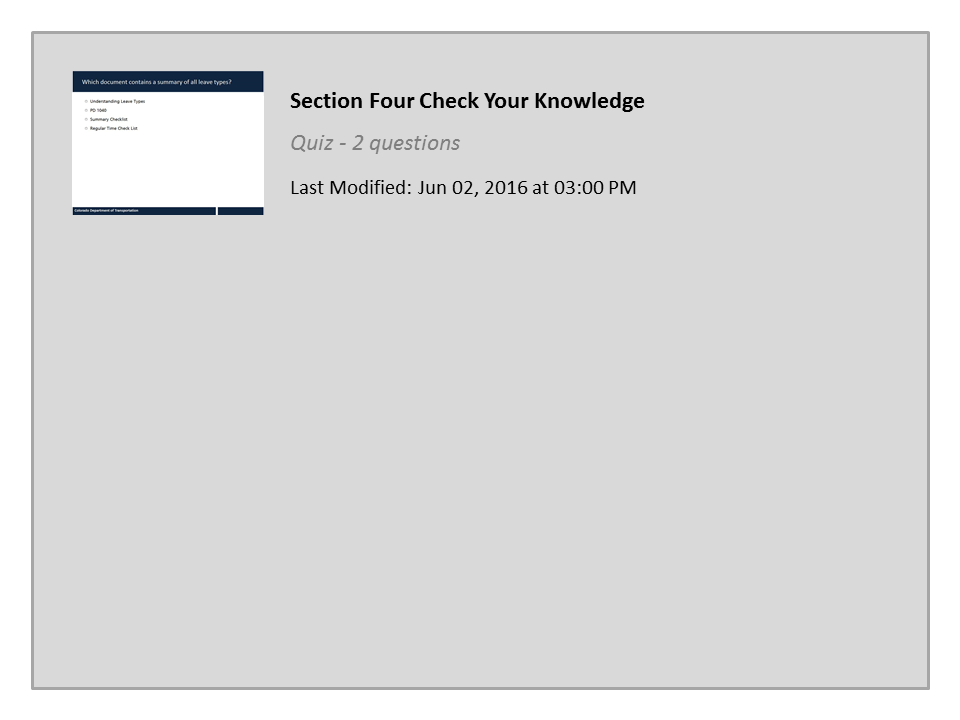 Which document contains a summary of all leave types?
Understanding Leave Types
PD 1040
Summary Checklist
Regular Time Check List
Colorado Department of Transportation
Section Four Check Your Knowledge
Quiz - 2 questions
Last Modified: Jun 02, 2016 at 03:00 PM